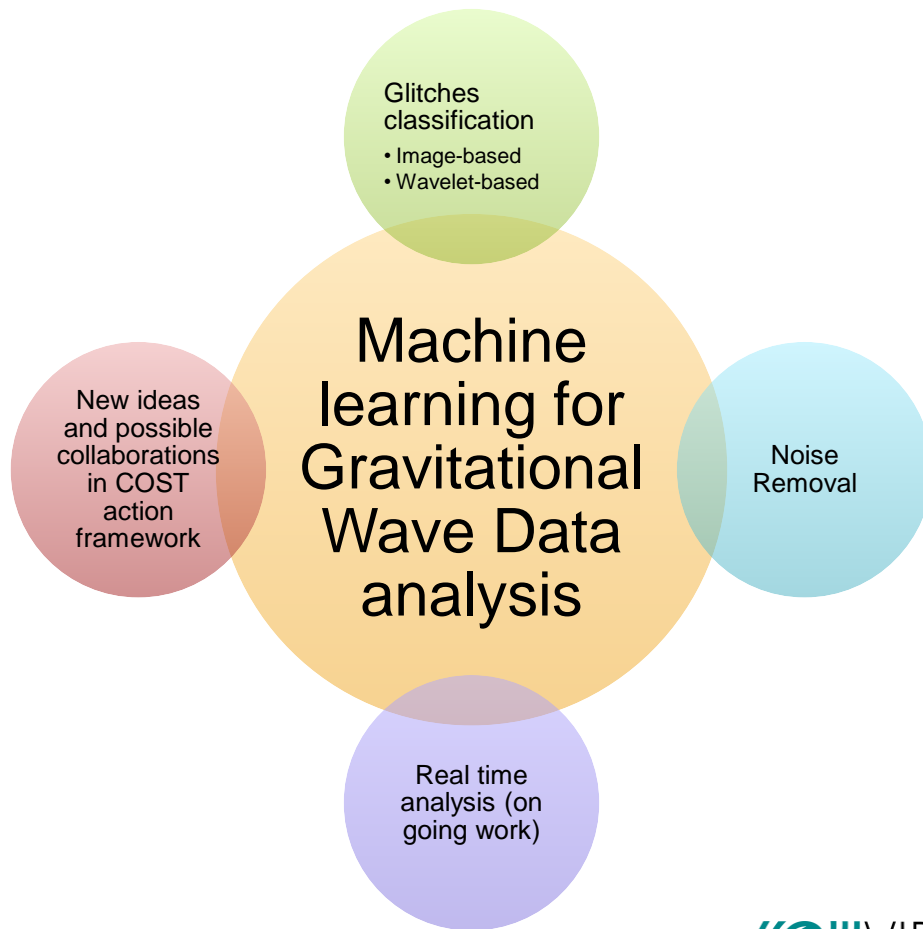 Glitches
classification
• Image-based
• Wavelet-based
Machine
learning for
Gravitational
Wave Data
analysis
New ideas
and possible
collaborations
in COST
action
framework
Noise
Removal
Real time
analysis (on
going work)